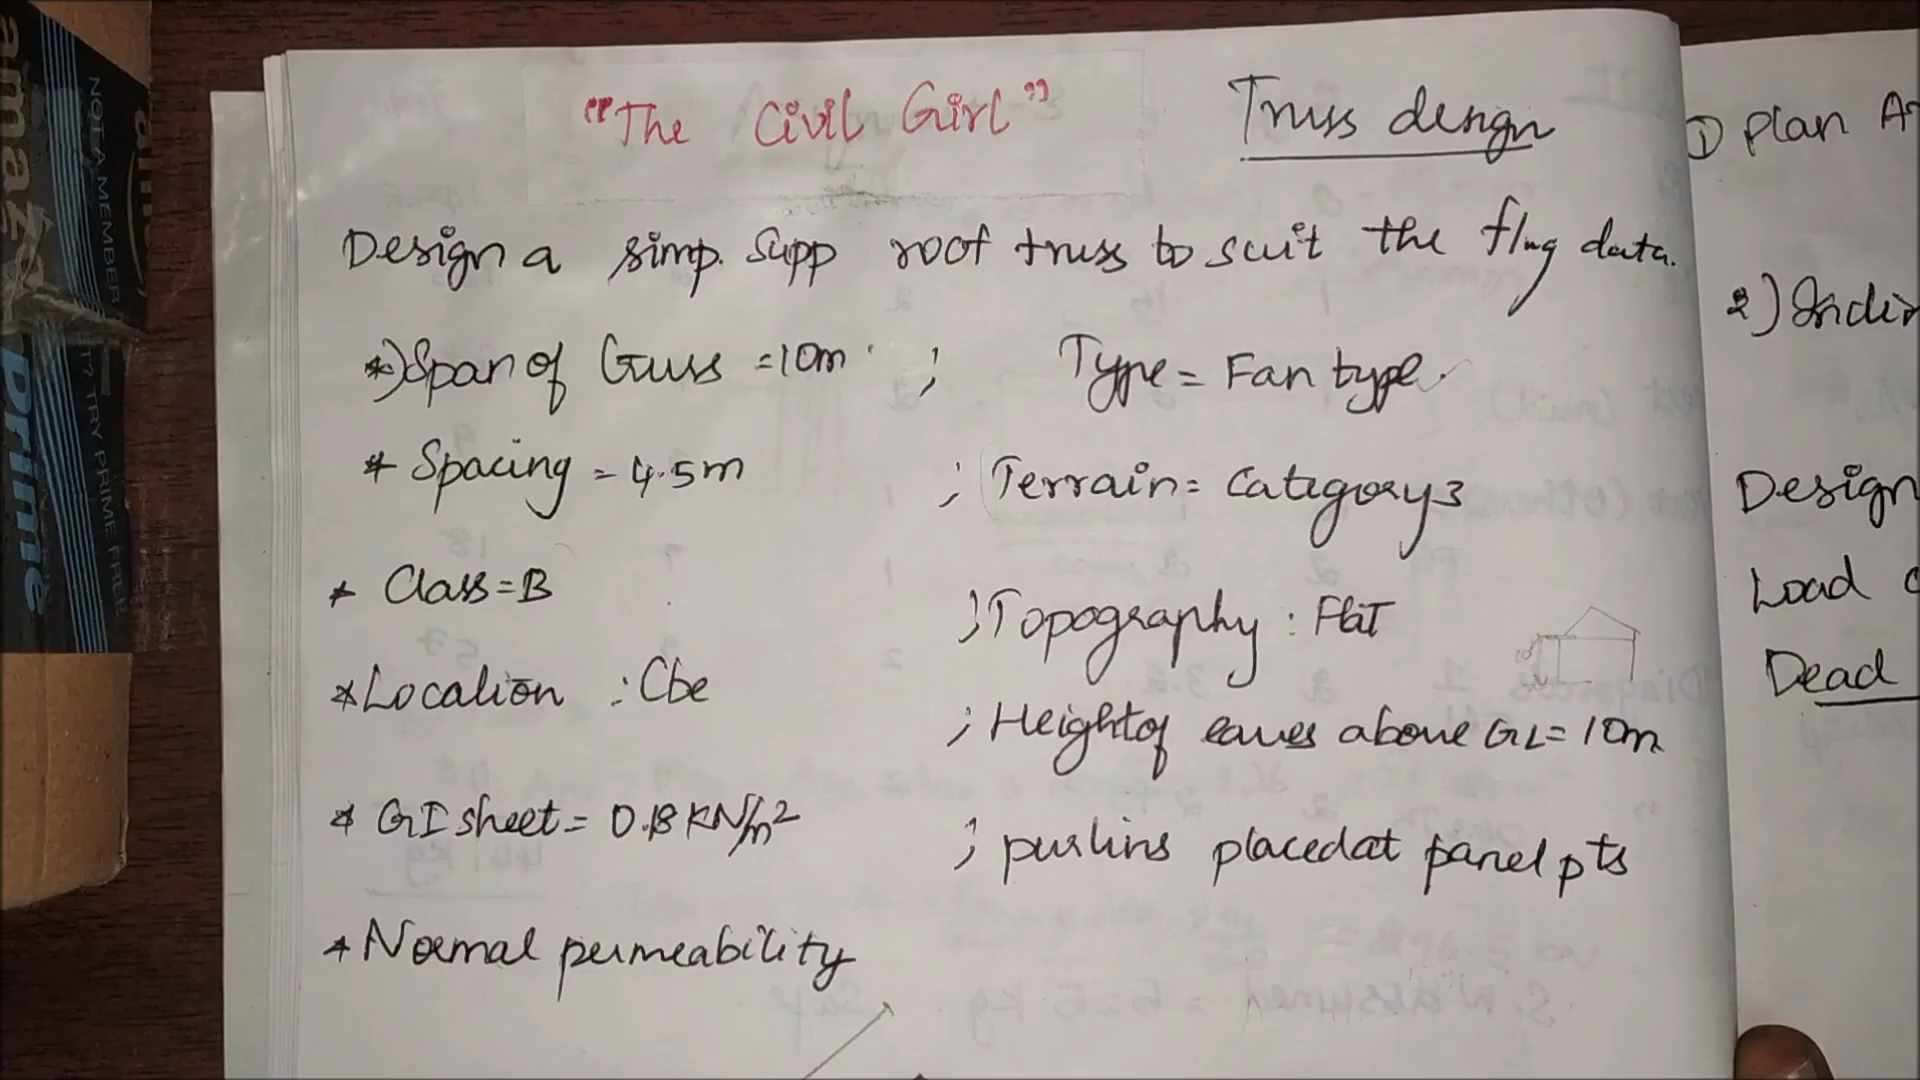 "The Civil Girl"
Truss design
Design a simp. supp roof truss to suit the flwg data.
*) Span of Truss = 10m ; Type = Fan type.
* Spacing = 4.5m ; Terrain = Category 3
* Class = B ; Topography : Flat
* Location : Cbe ; Height of eaves above GL = 10m
* GI sheet = 0.18 KN/m² ; purlins placed at panel pts
* Normal permeability
① plan
2)
Design
Load
Dead
NOT A MEMBER
T? TRY PRIME FREE
prime